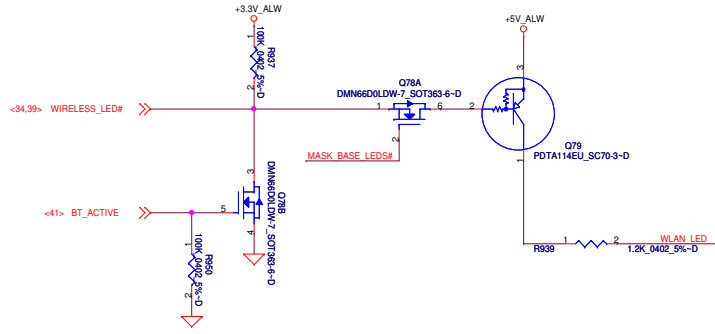 +3.3V_ALW
+5V_ALW
1
100K_0402_5%~D
R937
2
3
Q78A
DMN66D0LDW-7_SOT363-6~D
<34,39> WIRELESS_LED#
1
6
2
2
Q79
PDTA114EU_SC70-3~D
MASK_BASE_LEDS#
1
3
Q78B
DMN66D0LDW-7_SOT363-6~D
<41> BT_ACTIVE
5
4
1
100K_0402_5%~D
R950
2
1
2
WLAN_LED
R939
1.2K_0402_5%~D